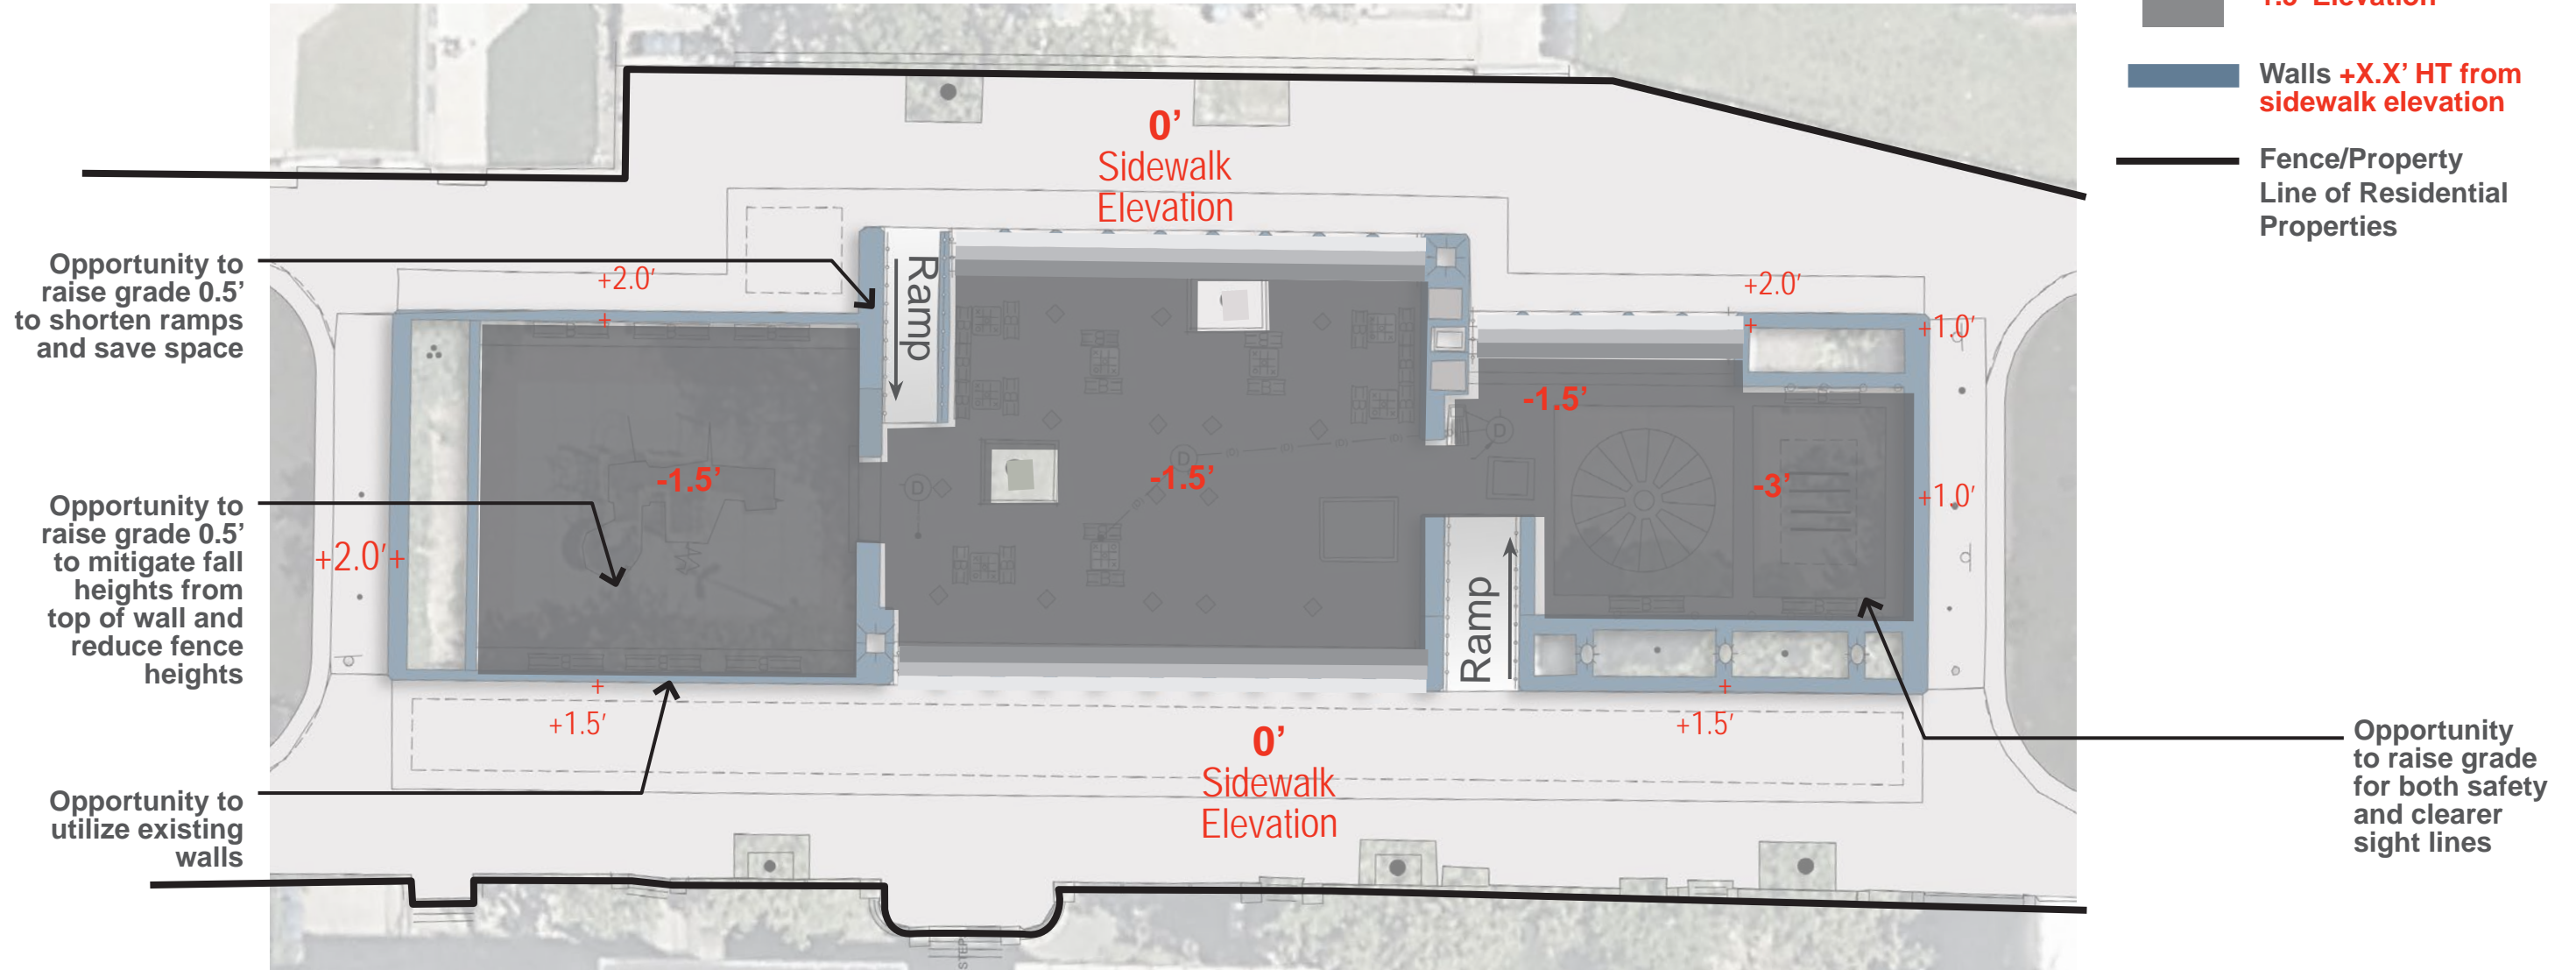 Walls +X.X’ HT from
sidewalk elevation
Fence/Property
Line of Residential
Properties
0’
Sidewalk
Elevation
Opportunity to
raise grade 0.5’
to shorten ramps
and save space
+2.0’
+
Ramp
+2.0’
+
+1.0’
-1.5’
-1.5’
-1.5’
-3’
+1.0’
D
D
D
(D)
(D)
(D)
(D)
Opportunity to
raise grade 0.5’
to mitigate fall
heights from
top of wall and
reduce fence
heights
+2.0’+
Ramp
+
+1.5’
+
+1.5’
0’
Sidewalk
Elevation
Opportunity to
utilize existing
walls
Opportunity
to raise grade
for both safety
and clearer
sight lines
STEP